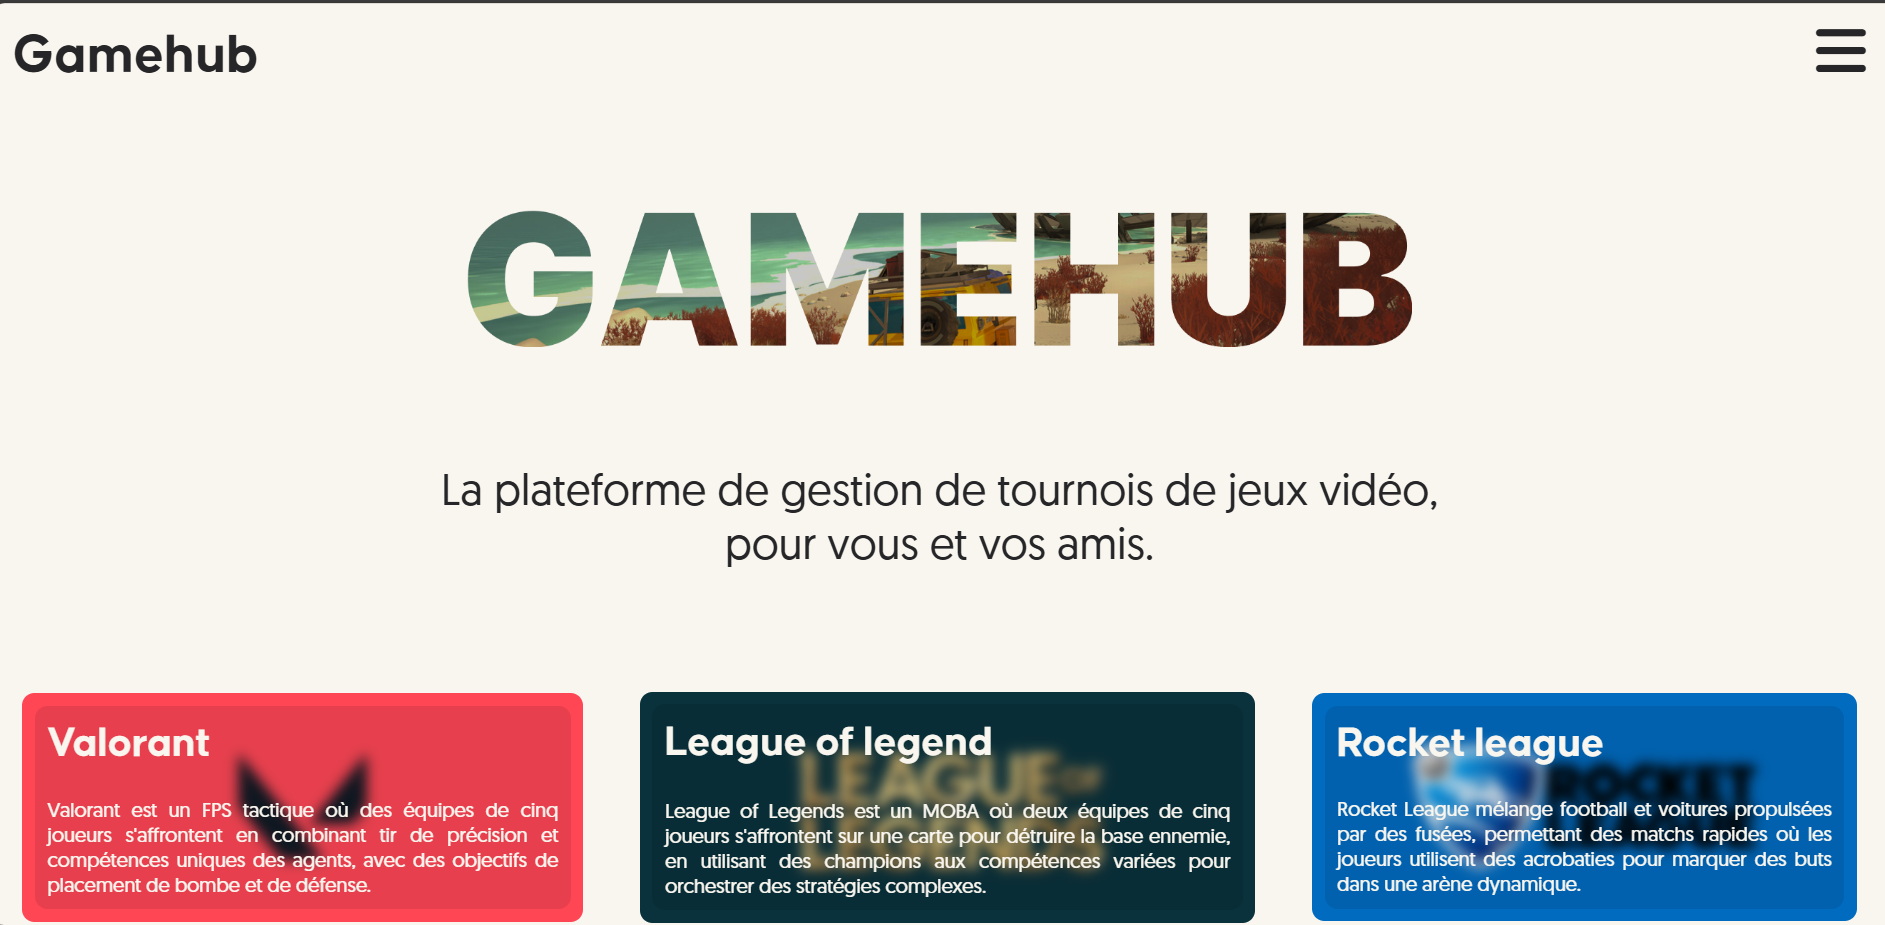 Gamehub
GAMEHUB
La plateforme de gestion de tournois de jeux vidéo,
pour vous et vos amis.
Valorant
Valorant est un FPS tactique où des équipes de cinq
joueurs s'affrontent en combinant tir de précision et
compétences uniques des agents, avec des objectifs de
placement de bombe et de défense.
League of legend
LEAGUE OF
League of Legends est un MOBA où deux équipes de cinq
joueurs s'affrontent sur une carte pour détruire la base ennemie,
en utilisant des champions aux compétences variées pour
orchestrer des stratégies complexes.
Rocket league
ROCKET
Rocket League mélange football et voitures propulsées
par des fusées, permettant des matchs rapides où les
joueurs utilisent des acrobaties pour marquer des buts
dans une arène dynamique.